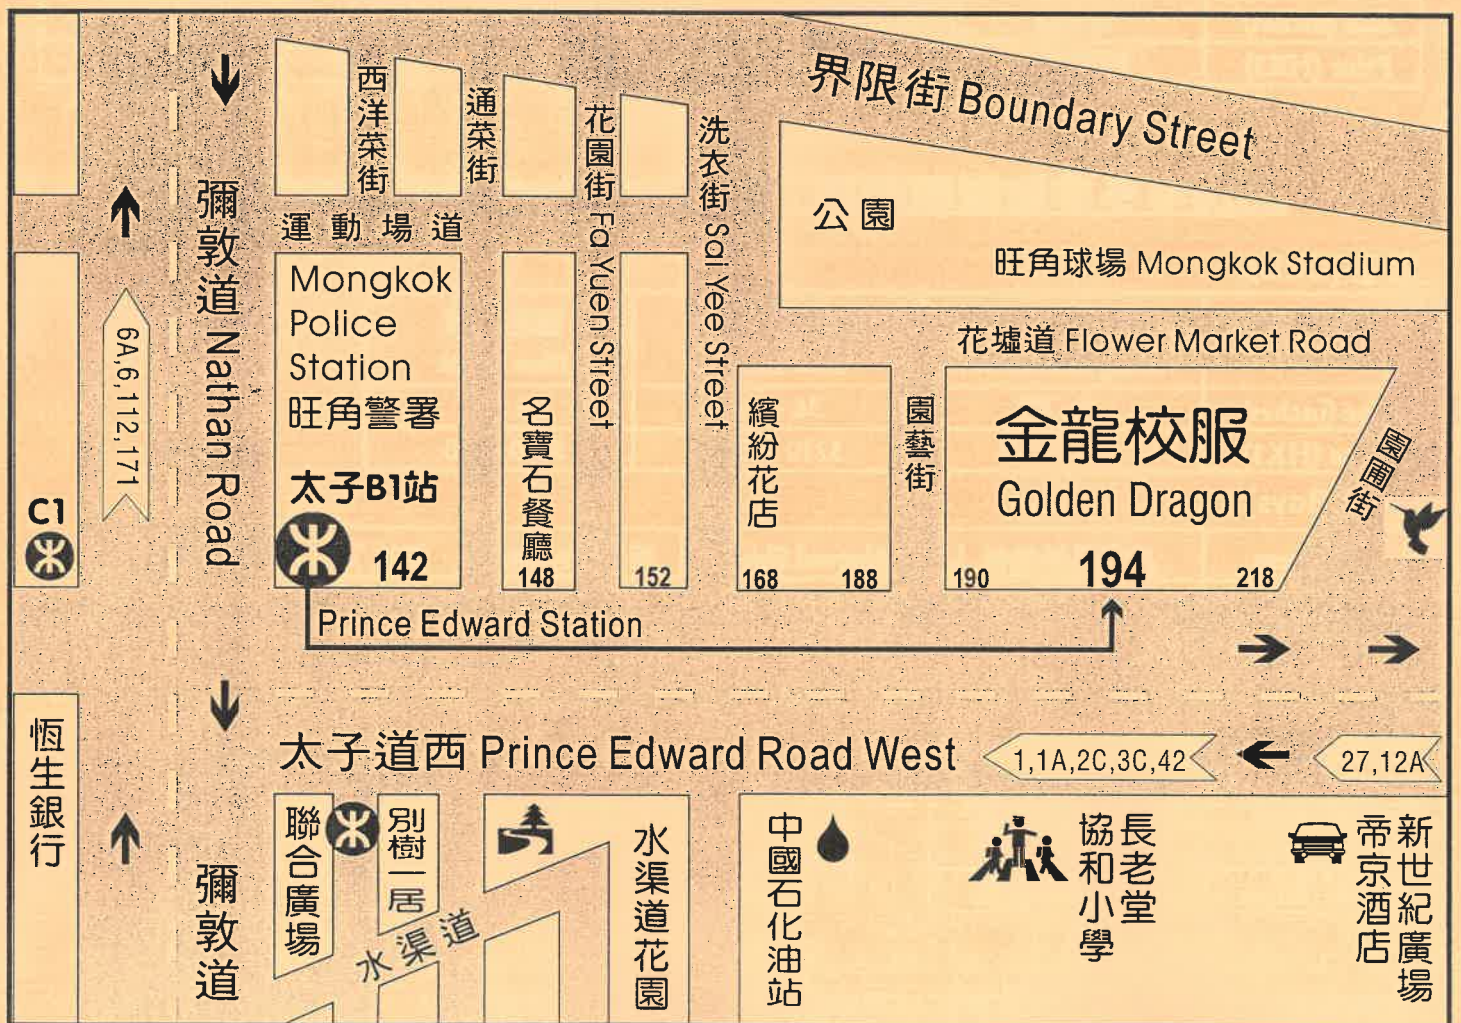 界限街 Boundary Street
西洋菜街
通菜街
花園街 Fa Yuen Street
洗衣街 Sai Yee Street
彌敦道 Nathan Road
運動場道
公園
旺角球場 Mongkok Stadium
花墟道 Flower Market Road
6A,6,112,171
C1
Mongkok
Police
Station
旺角警署
太子B1站
142
名寶石餐廳
148
152
繽紛花店
168
188
園藝街
金龍校服
Golden Dragon
190
194
218
園圃街
Prince Edward Station
太子道西 Prince Edward Road West
1,1A,2C,3C,42
27,12A
恆生銀行
彌敦道
聯合廣場
別樹一居
水渠道
水渠道花園
中國石化油站
長老堂
協和小學
新世紀廣場
帝京酒店